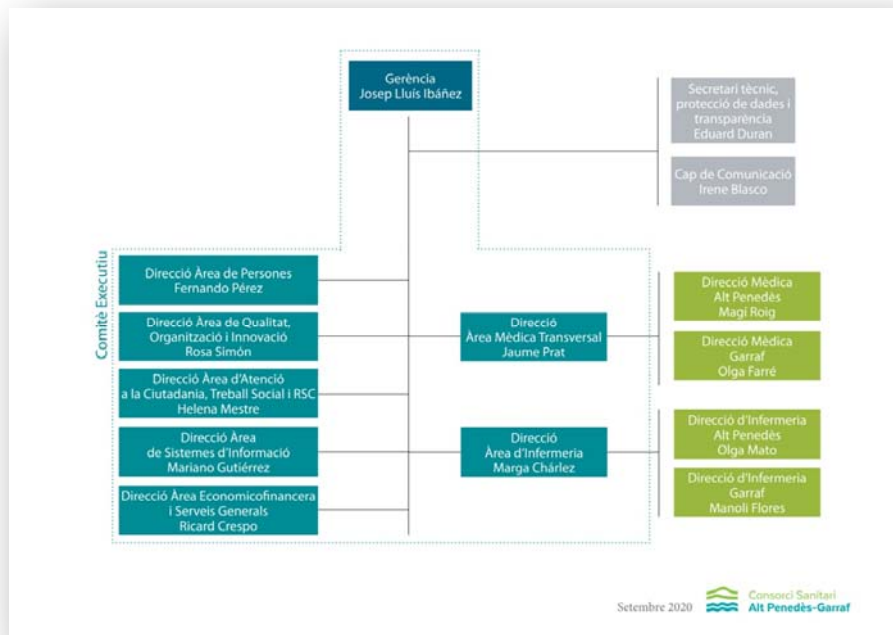 Gerència
Josep Lluís Ibáñez
Secretari tècnic,
protecció de dades i
transparència
Eduard Duran
Cap de Comunicació
Irene Blasco
Comitè Executiu
Direcció Àrea de Persones
Fernando Pérez
Direcció Àrea de Qualitat,
Organització i Innovació
Rosa Simón
Direcció Àrea d'Atenció
a la Ciutadania, Treball Social i RSC
Helena Mestre
Direcció Àrea
de Sistemes d'Informació
Mariano Gutiérrez
Direcció Àrea Economicofinancera
i Serveis Generals
Ricard Crespo
Direcció
Àrea Mèdica Transversal
Jaume Prat
Direcció
Àrea d'Infermeria
Marga Chárlez
Direcció Mèdica
Alt Penedès
Magí Roig
Direcció Mèdica
Garraf
Olga Farré
Direcció d'Infermeria
Alt Penedès
Olga Mato
Direcció d'Infermeria
Garraf
Manoli Flores
Setembre 2020
Consorci Sanitari
Alt Penedès-Garraf